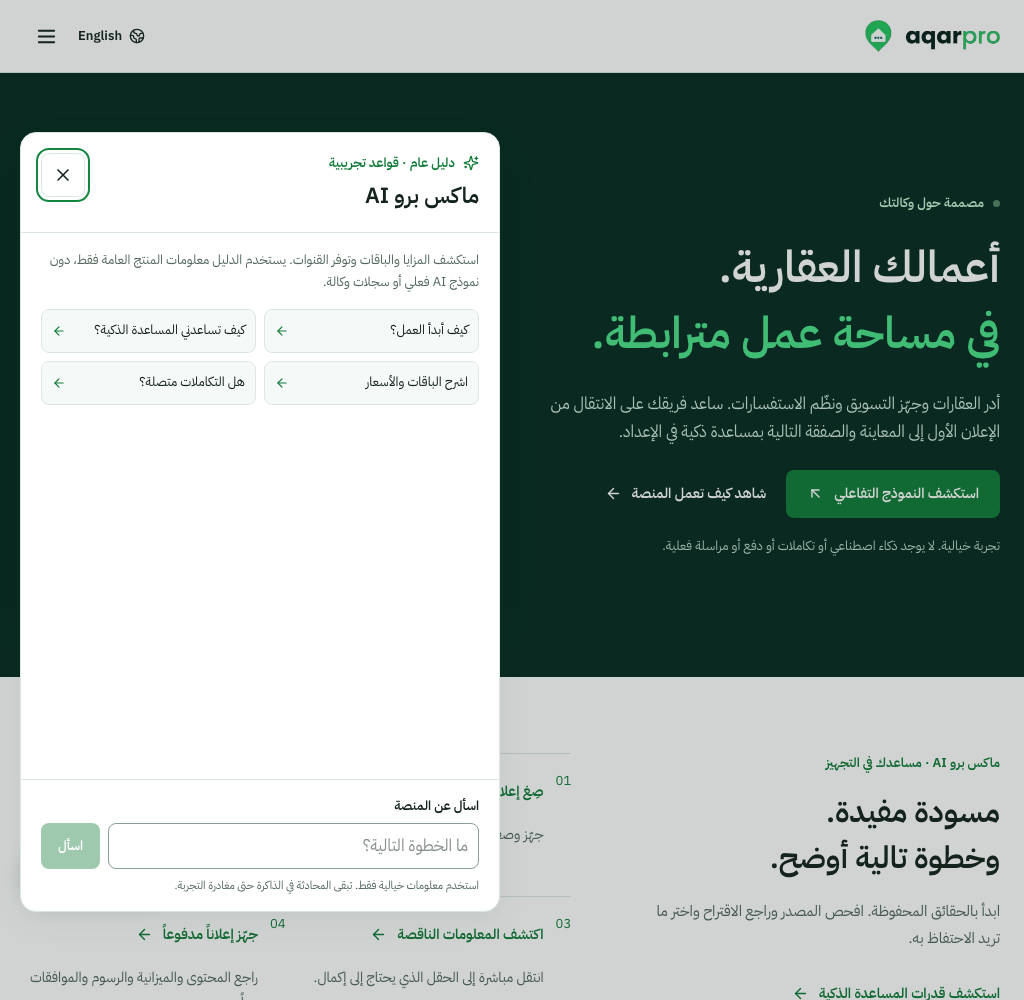 aqarpro
English
مصممة حول وكالتك
أعمالك العقارية.
في مساحة عمل مترابطة.
أدر العقارات وجهّز التسويق ونظّم الاستفسارات. ساعد فريقك على الانتقال من
الإعلان الأول إلى المعاينة والصفقة التالية بمساعدة ذكية في الإعداد.
استكشف النموذج التفاعلي
شاهد كيف تعمل المنصة
تجربة خيالية. لا يوجد ذكاء اصطناعي أو تكاملات أو دفع أو مراسلة فعلية.
دليل عام · قواعد تجريبية
ماكس برو AI
استكشف المزايا والباقات وتوفر القنوات. يستخدم الدليل معلومات المنتج العامة فقط، دون
نموذج AI فعلي أو سجلات وكالة.
كيف أبدأ العمل؟
كيف تساعدني المساعدة الذكية؟
اشرح الباقات والأسعار
هل التكاملات متصلة؟
اسأل عن المنصة
ما الخطوة التالية؟
اسأل
استخدم معلومات خيالية فقط. تبقى المحادثة في الذاكرة حتى مغادرة التجربة.
ماكس برو AI · مساعدك في التجهيز
مسودة مفيدة.
وخطوة تالية أوضح.
ابدأ بالحقائق المحفوظة. افحص المصدر وراجع الاقتراح واختر ما
تريد الاحتفاظ به.
استكشف قدرات المساعدة الذكية
01
صِغ
جهّز
03
اكتشف المعلومات الناقصة
انتقل مباشرة إلى الحقل الذي يحتاج إلى إكمال.
04
جهّز إعلاناً مدفوعاً
راجع المحتوى والميزانية والرسوم والموافقات